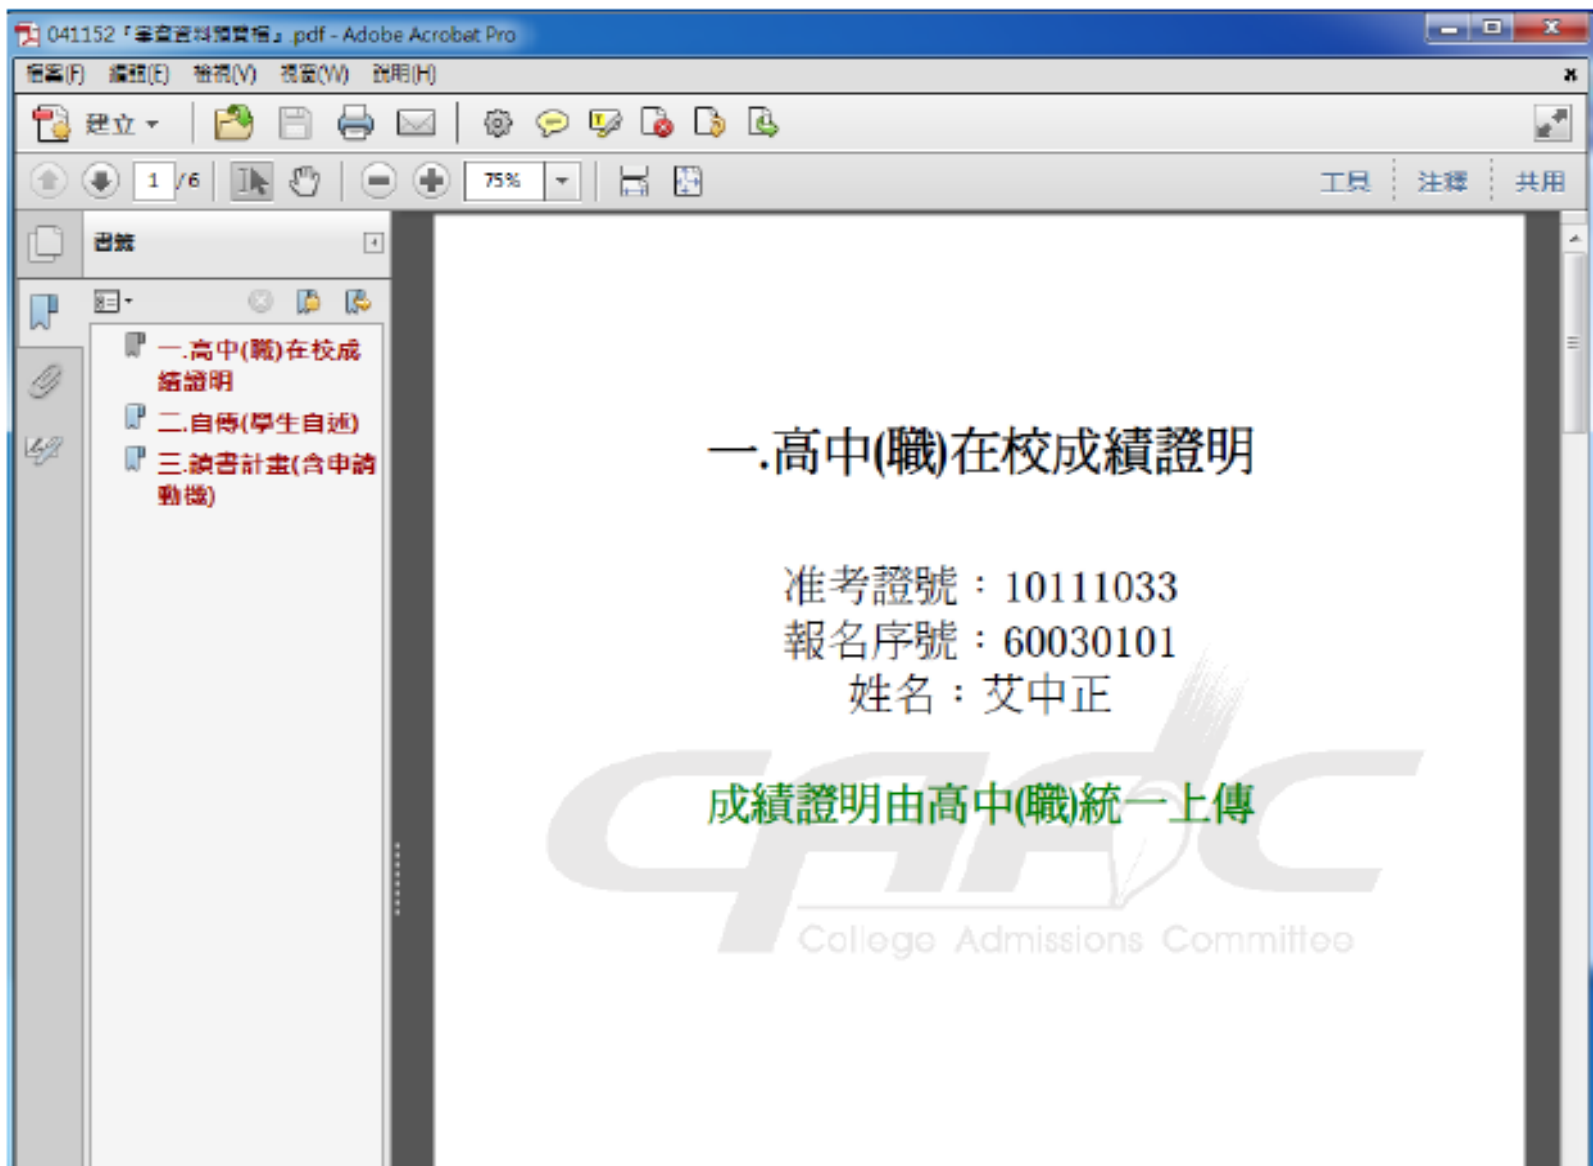 041152『審查資料預覽檔』.pdf - Adobe Acrobat Pro
檔案(F) 編輯(E) 檢視(V) 視窗(W) 說明(H)
建立
1 /6 75% 工具 注釋 共用
書籤
一.高中(職)在校成
績證明
二.自傳(學生自述)
三.讀書計畫(含申請
動機)
一.高中(職)在校成績證明
准考證號：10111033
報名序號：60030101
姓名：艾中正
成績證明由高中(職)統一上傳
CAAC
College Admissions Committee